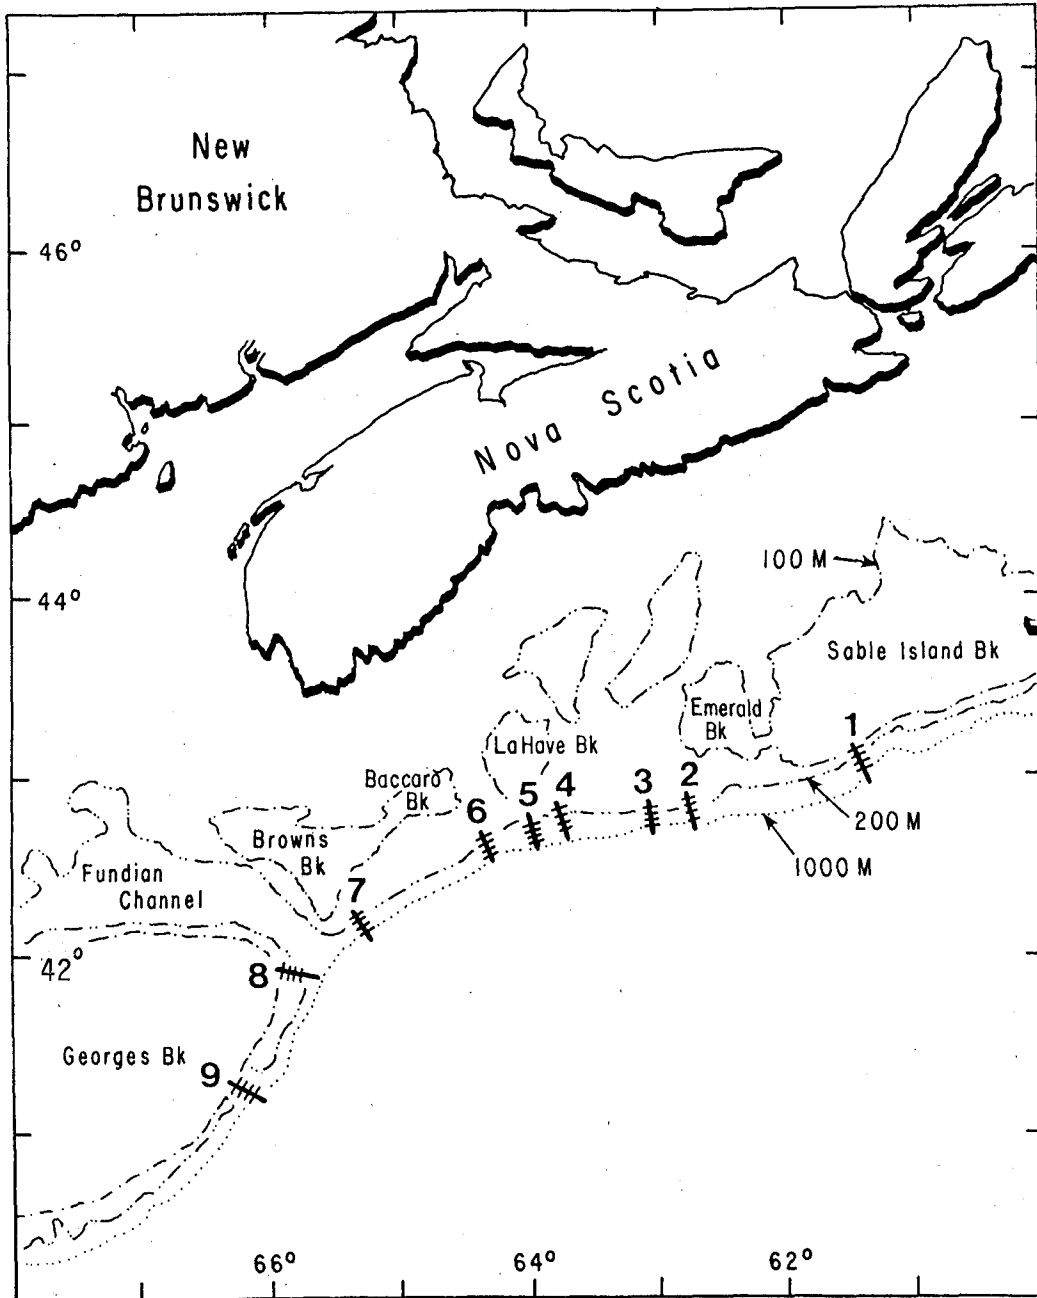 New
Brunswick
46°
Nova Scotia
100 M
44°
Sable Island Bk
Emerald
Bk
1
LaHave Bk
Baccaro
Bk
6
5
4
3
2
200 M
1000 M
Browns
Bk
Fundian
Channel
7
42°
8
Georges Bk
9
66°
64°
62°